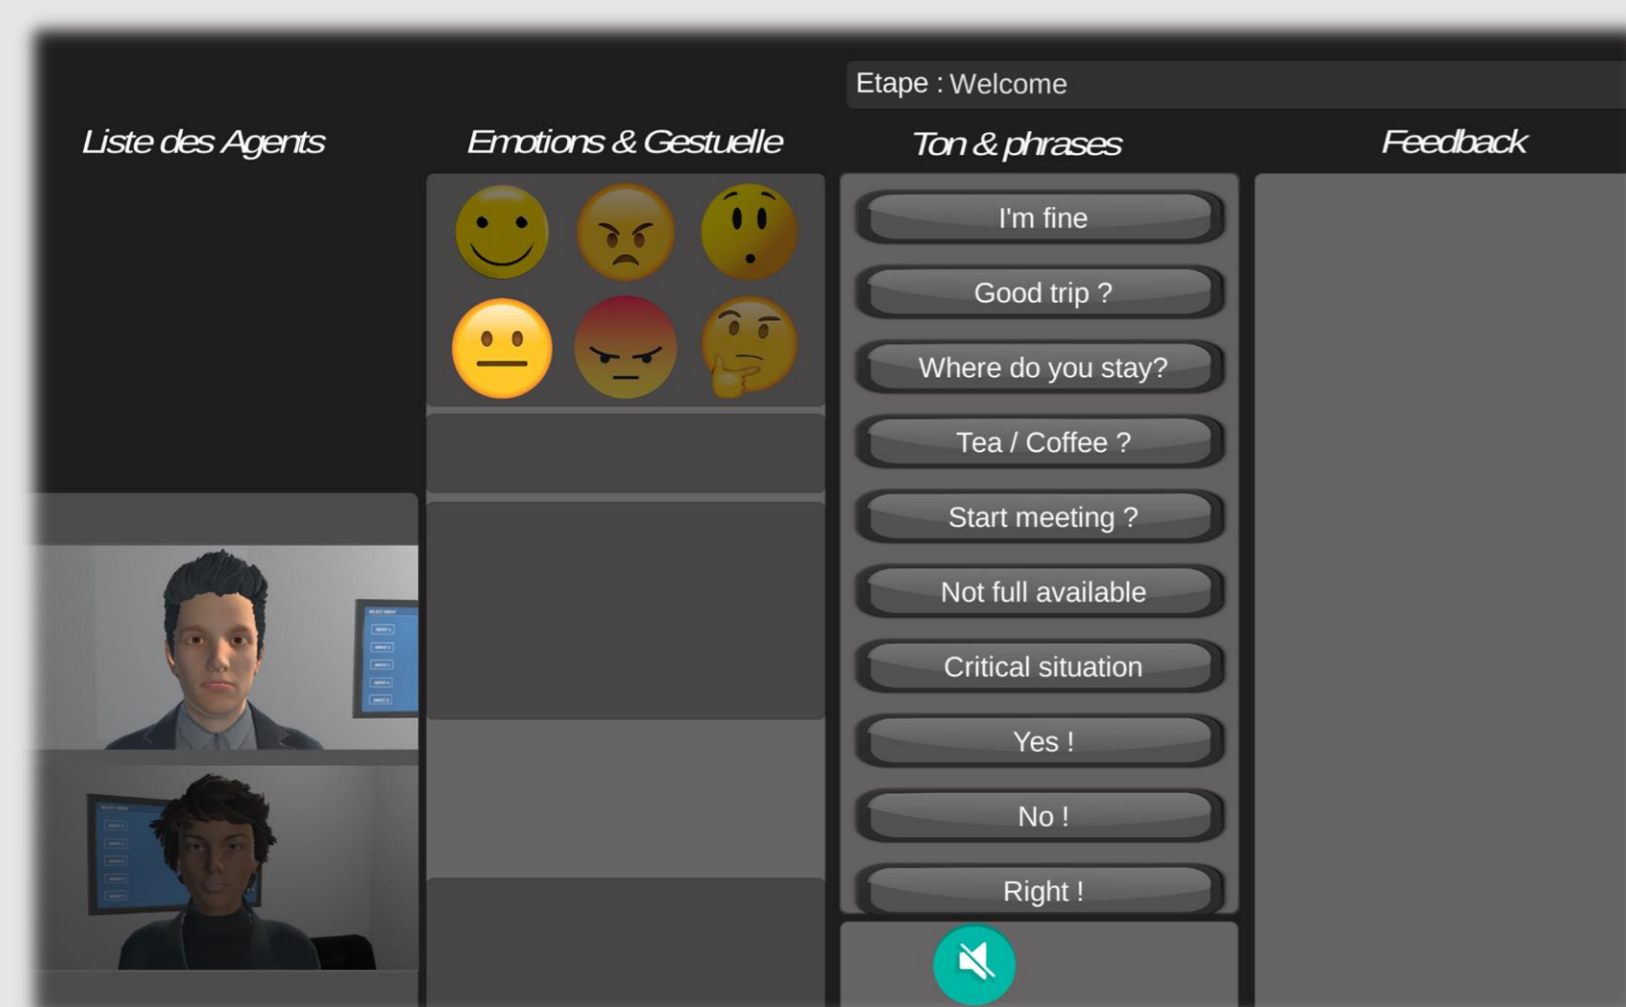 Etape : Welcome
Liste des Agents
Emotions & Gestuelle
Ton & phrases
Feedback
I'm fine
Good trip ?
Where do you stay?
Tea / Coffee ?
Start meeting ?
Not full available
Critical situation
Yes !
No !
Right !